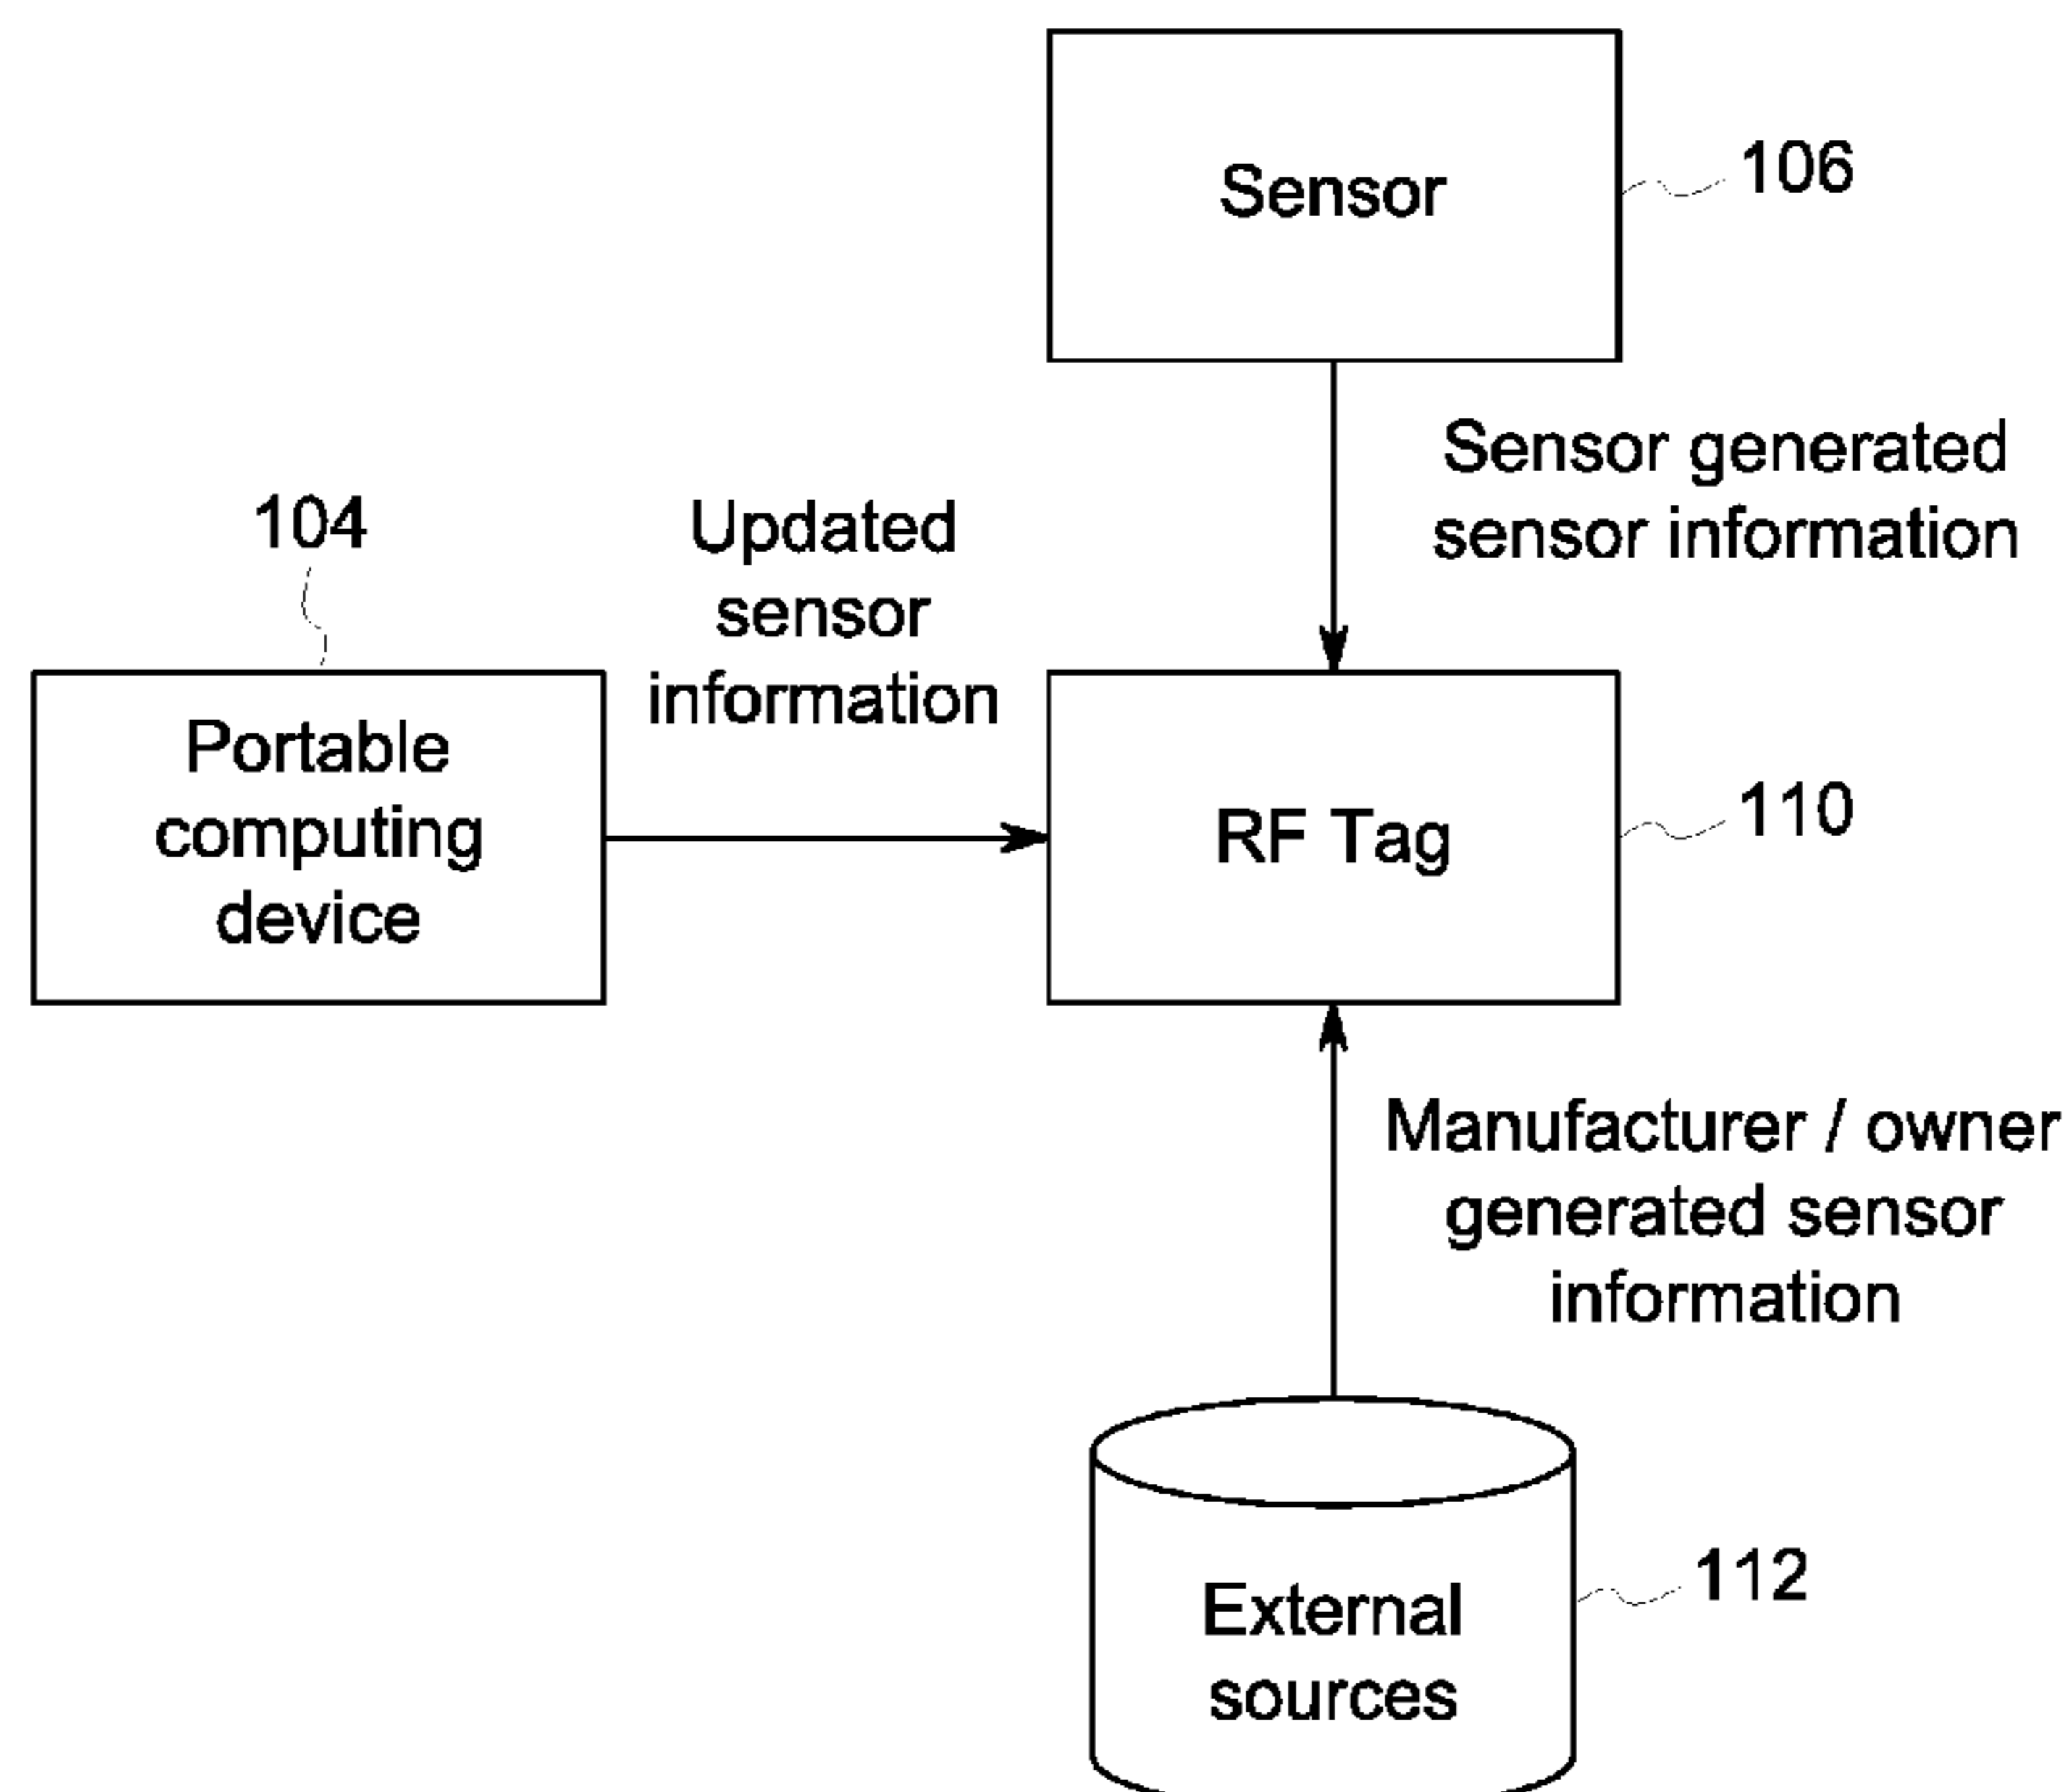 Sensor
106
Sensor generated
sensor information
104
Updated
sensor
information
Portable
computing
device
RF Tag
110
Manufacturer / owner
generated sensor
information
External
sources
112